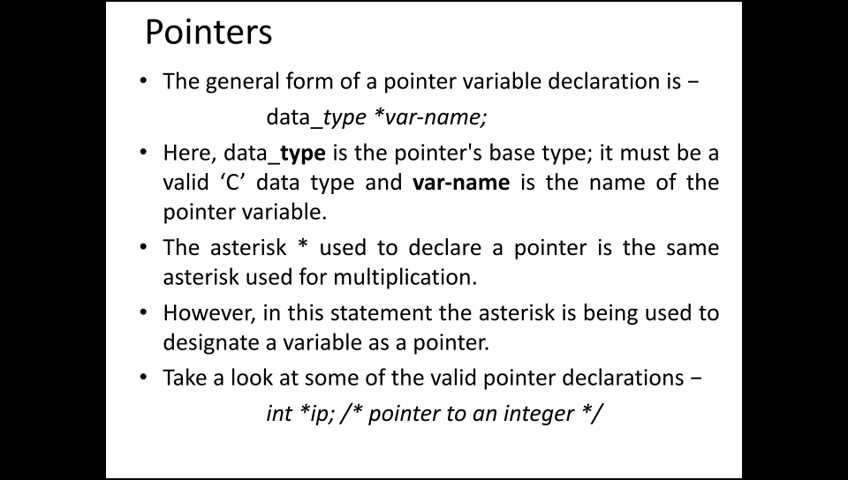 Pointers
• The general form of a pointer variable declaration is −
data_type *var-name;
• Here, data_type is the pointer's base type; it must be a
valid ‘C’ data type and var-name is the name of the
pointer variable.
• The asterisk * used to declare a pointer is the same
asterisk used for multiplication.
• However, in this statement the asterisk is being used to
designate a variable as a pointer.
• Take a look at some of the valid pointer declarations −
int *ip; /* pointer to an integer */